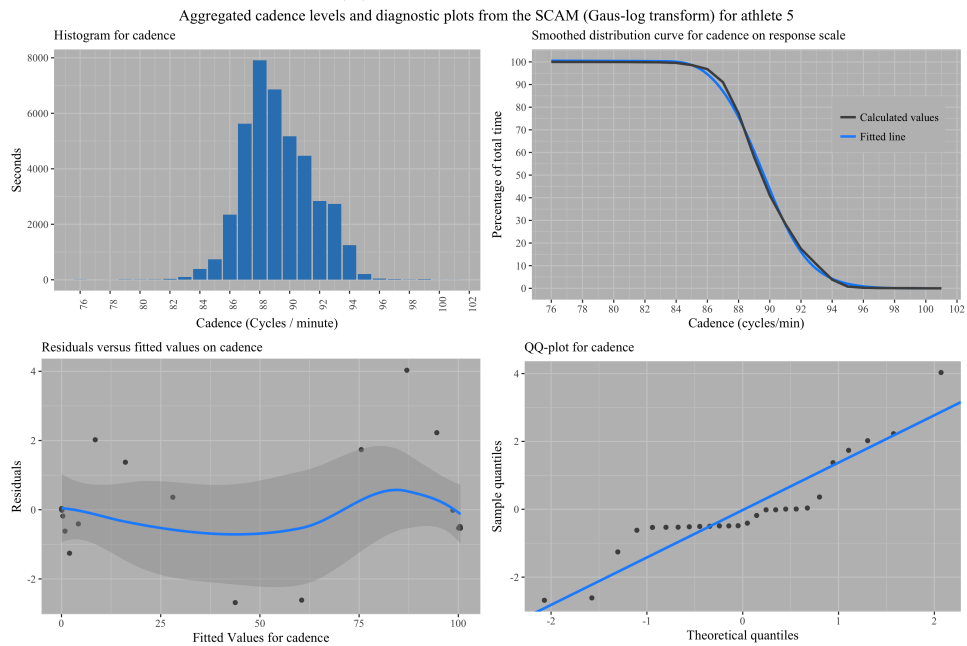 Aggregated cadence levels and diagnostic plots from the SCAM (Gaus-log transform) for athlete 5
Histogram for cadence
8000
6000
4000
2000
0
Seconds
76 78 80 82 84 86 88 90 92 94 96 98 100 102
Cadence (Cycles / minute)
Smoothed distribution curve for cadence on response scale
100
90
80
70
60
50
40
30
20
10
0
Percentage of total time
Calculated values
Fitted line
76 78 80 82 84 86 88 90 92 94 96 98 100 102
Cadence (cycles/min)
Residuals versus fitted values on cadence
4
2
0
-2
Residuals
0 25 50 75 100
Fitted Values for cadence
QQ-plot for cadence
4
2
0
-2
Sample quantiles
-2 -1 0 1 2
Theoretical quantiles